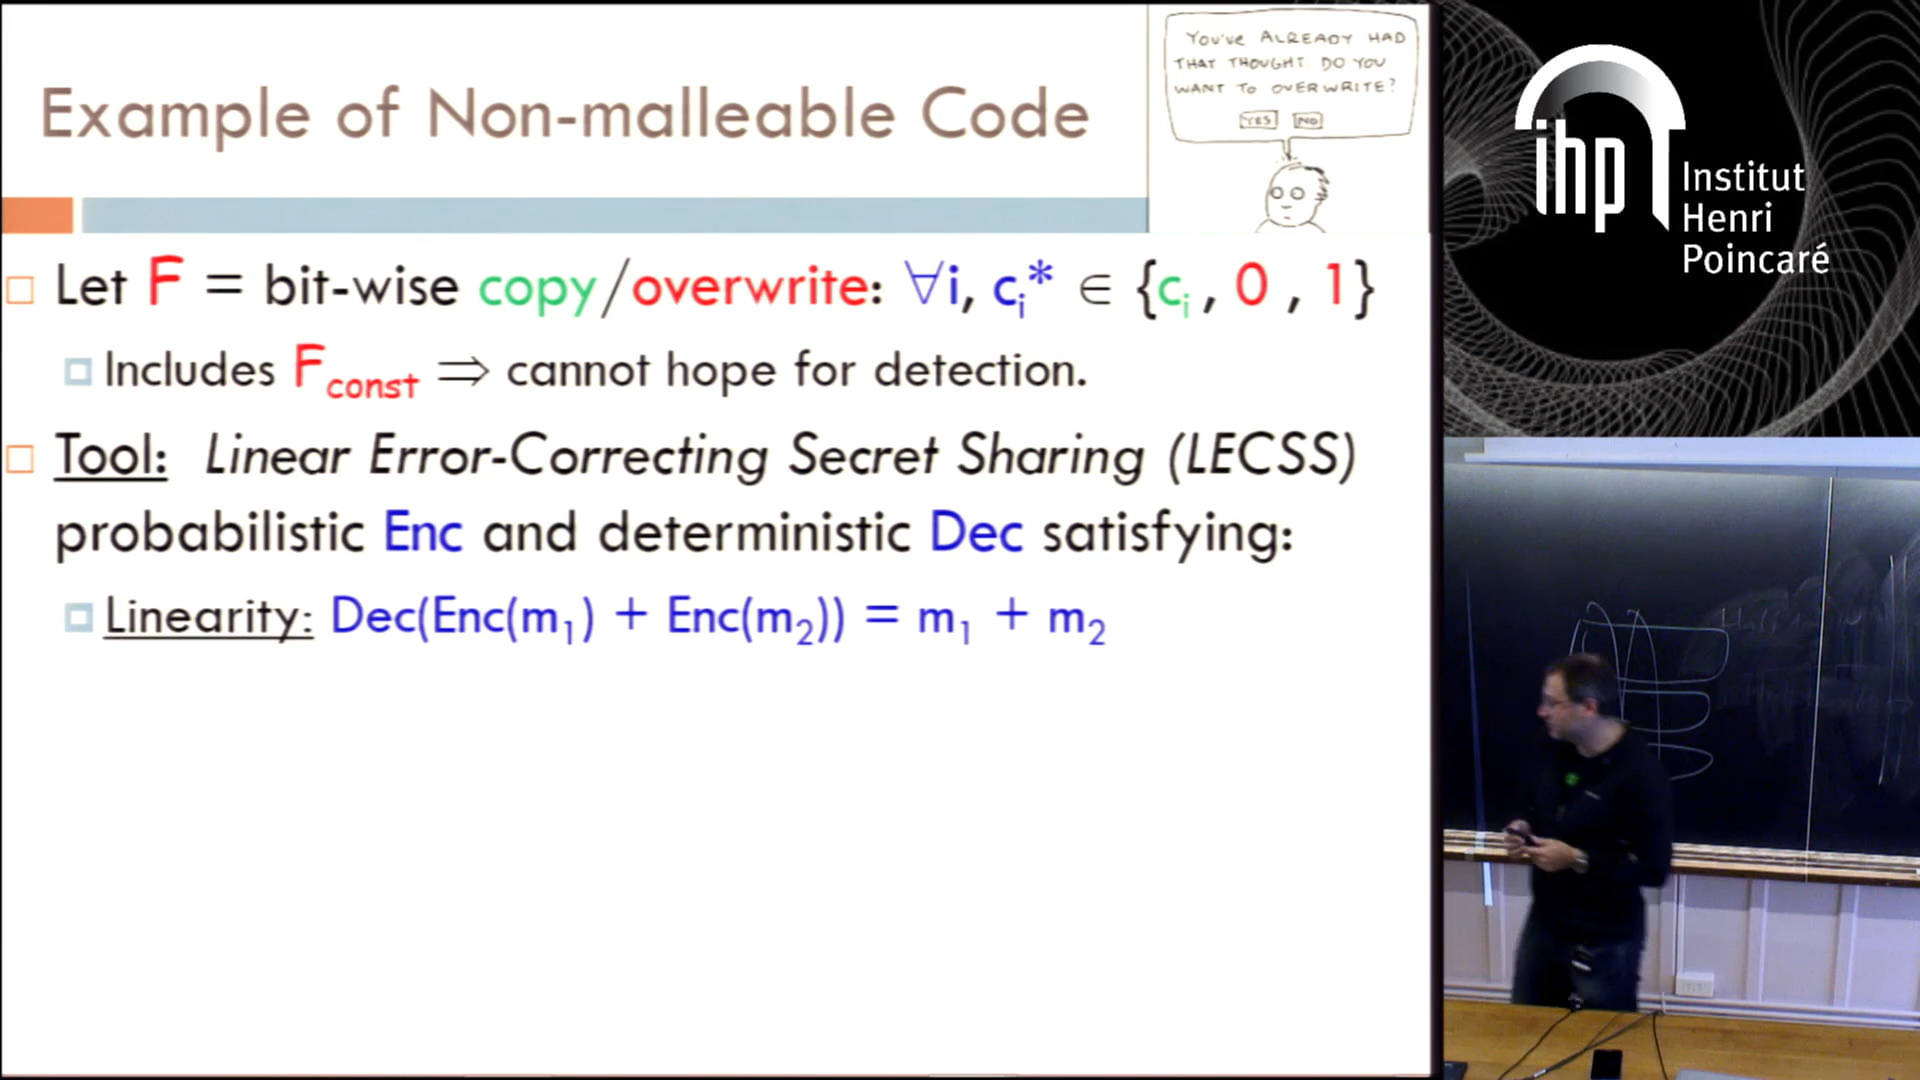 Example of Non-malleable Code
YOU'VE ALREADY HAD
THAT THOUGHT. DO YOU
WANT TO OVERWRITE?
YES NO
Let F = bit-wise copy/overwrite: ∀i, cᵢ* ∈ {cᵢ , 0 , 1}
Includes F_const ⇒ cannot hope for detection.
Tool: Linear Error-Correcting Secret Sharing (LECSS)
probabilistic Enc and deterministic Dec satisfying:
Linearity: Dec(Enc(m₁) + Enc(m₂)) = m₁ + m₂
ihp
Institut
Henri
Poincaré